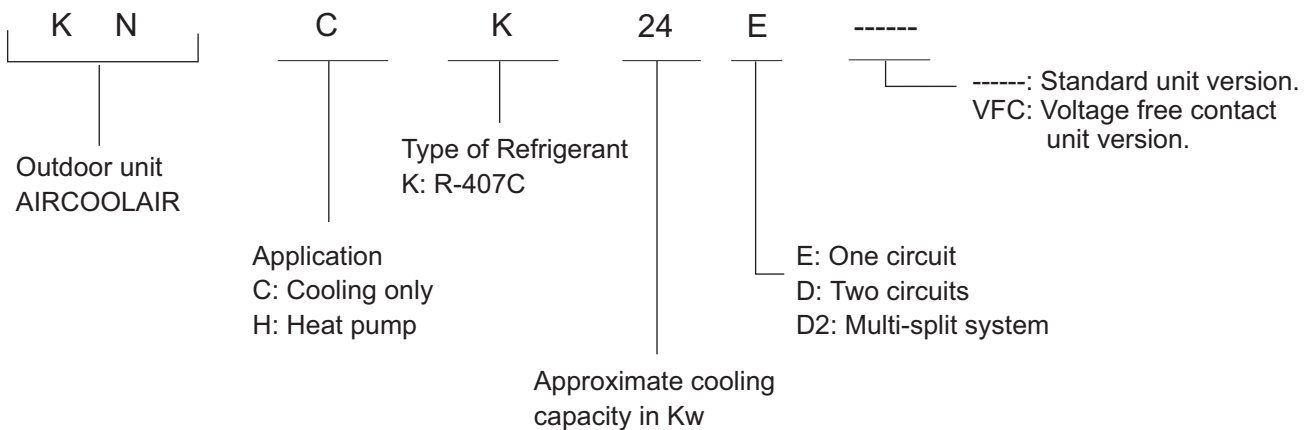 K N C K 24 E ------
------: Standard unit version.
VFC: Voltage free contact
unit version.
Type of Refrigerant
K: R-407C
Outdoor unit
AIRCOOLAIR
Application
C: Cooling only
H: Heat pump
E: One circuit
D: Two circuits
D2: Multi-split system
Approximate cooling
capacity in Kw